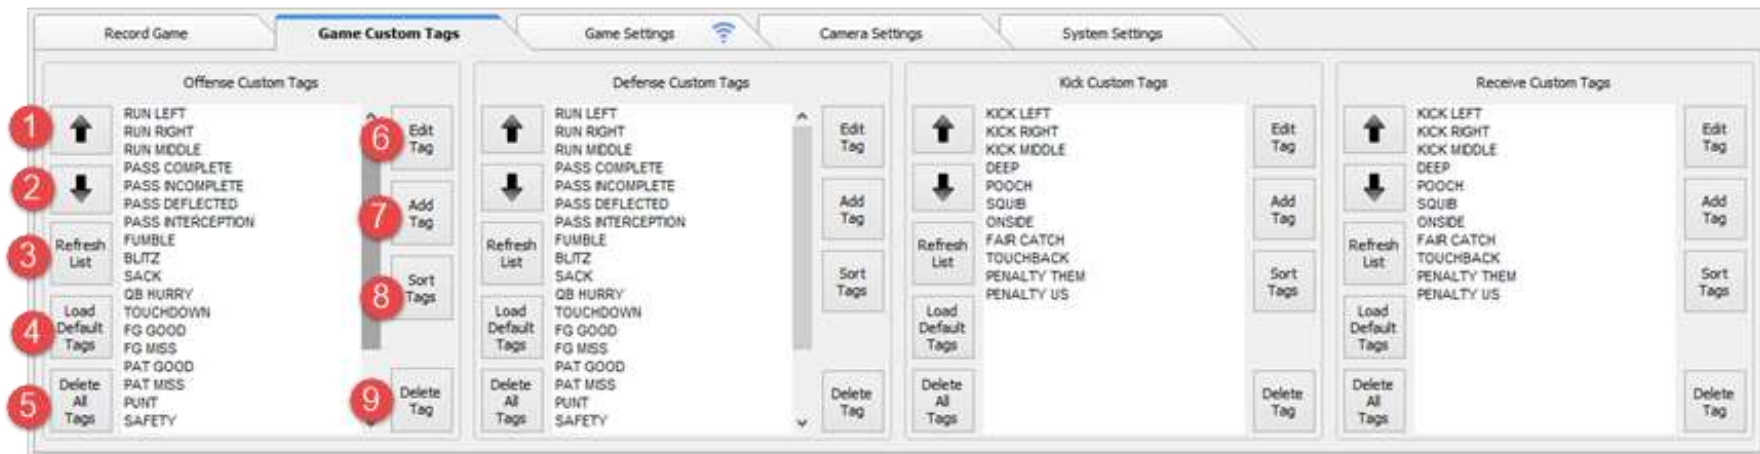 Record Game
Game Custom Tags
Game Settings
Camera Settings
System Settings
Offense Custom Tags
1
2
3
4
5
Refresh
List
Load
Default
Tags
Delete
All
Tags
RUN LEFT
RUN RIGHT
RUN MIDDLE
PASS COMPLETE
PASS INCOMPLETE
PASS DEFLECTED
PASS INTERCEPTION
FUMBLE
BLITZ
SACK
QB HURRY
TOUCHDOWN
FG GOOD
FG MISS
PAT GOOD
PAT MISS
PUNT
SAFETY
6
Edit
Tag
7
Add
Tag
8
Sort
Tags
9
Delete
Tag
Defense Custom Tags
Refresh
List
Load
Default
Tags
Delete
All
Tags
RUN LEFT
RUN RIGHT
RUN MIDDLE
PASS COMPLETE
PASS INCOMPLETE
PASS DEFLECTED
PASS INTERCEPTION
FUMBLE
BLITZ
SACK
QB HURRY
TOUCHDOWN
FG GOOD
FG MISS
PAT GOOD
PAT MISS
PUNT
SAFETY
Edit
Tag
Add
Tag
Sort
Tags
Delete
Tag
Kick Custom Tags
Refresh
List
Load
Default
Tags
Delete
All
Tags
KICK LEFT
KICK RIGHT
KICK MIDDLE
DEEP
POOCH
SQUIB
ONSIDE
FAIR CATCH
TOUCHBACK
PENALTY THEM
PENALTY US
Edit
Tag
Add
Tag
Sort
Tags
Delete
Tag
Receive Custom Tags
Refresh
List
Load
Default
Tags
Delete
All
Tags
KICK LEFT
KICK RIGHT
KICK MIDDLE
DEEP
POOCH
SQUIB
ONSIDE
FAIR CATCH
TOUCHBACK
PENALTY THEM
PENALTY US
Edit
Tag
Add
Tag
Sort
Tags
Delete
Tag